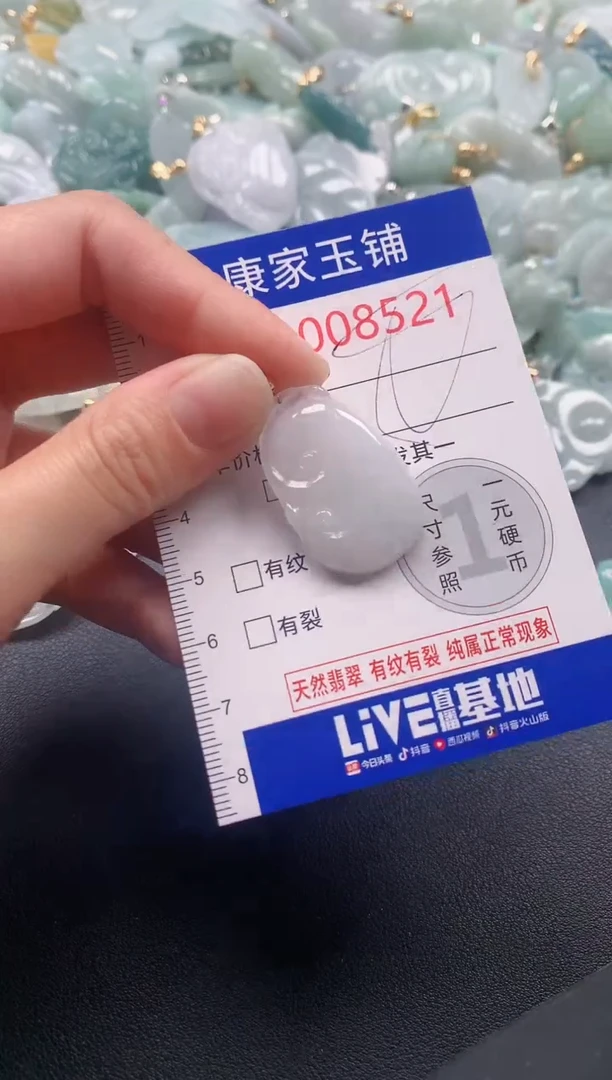 康家玉铺
008521
发其一
4
5
6
7
8
有纹
有裂
一元硬币
尺寸参照
1
天然翡翠 有纹有裂 纯属正常现象
LiVE直播基地
今日头条 抖音 西瓜视频 抖音火山版